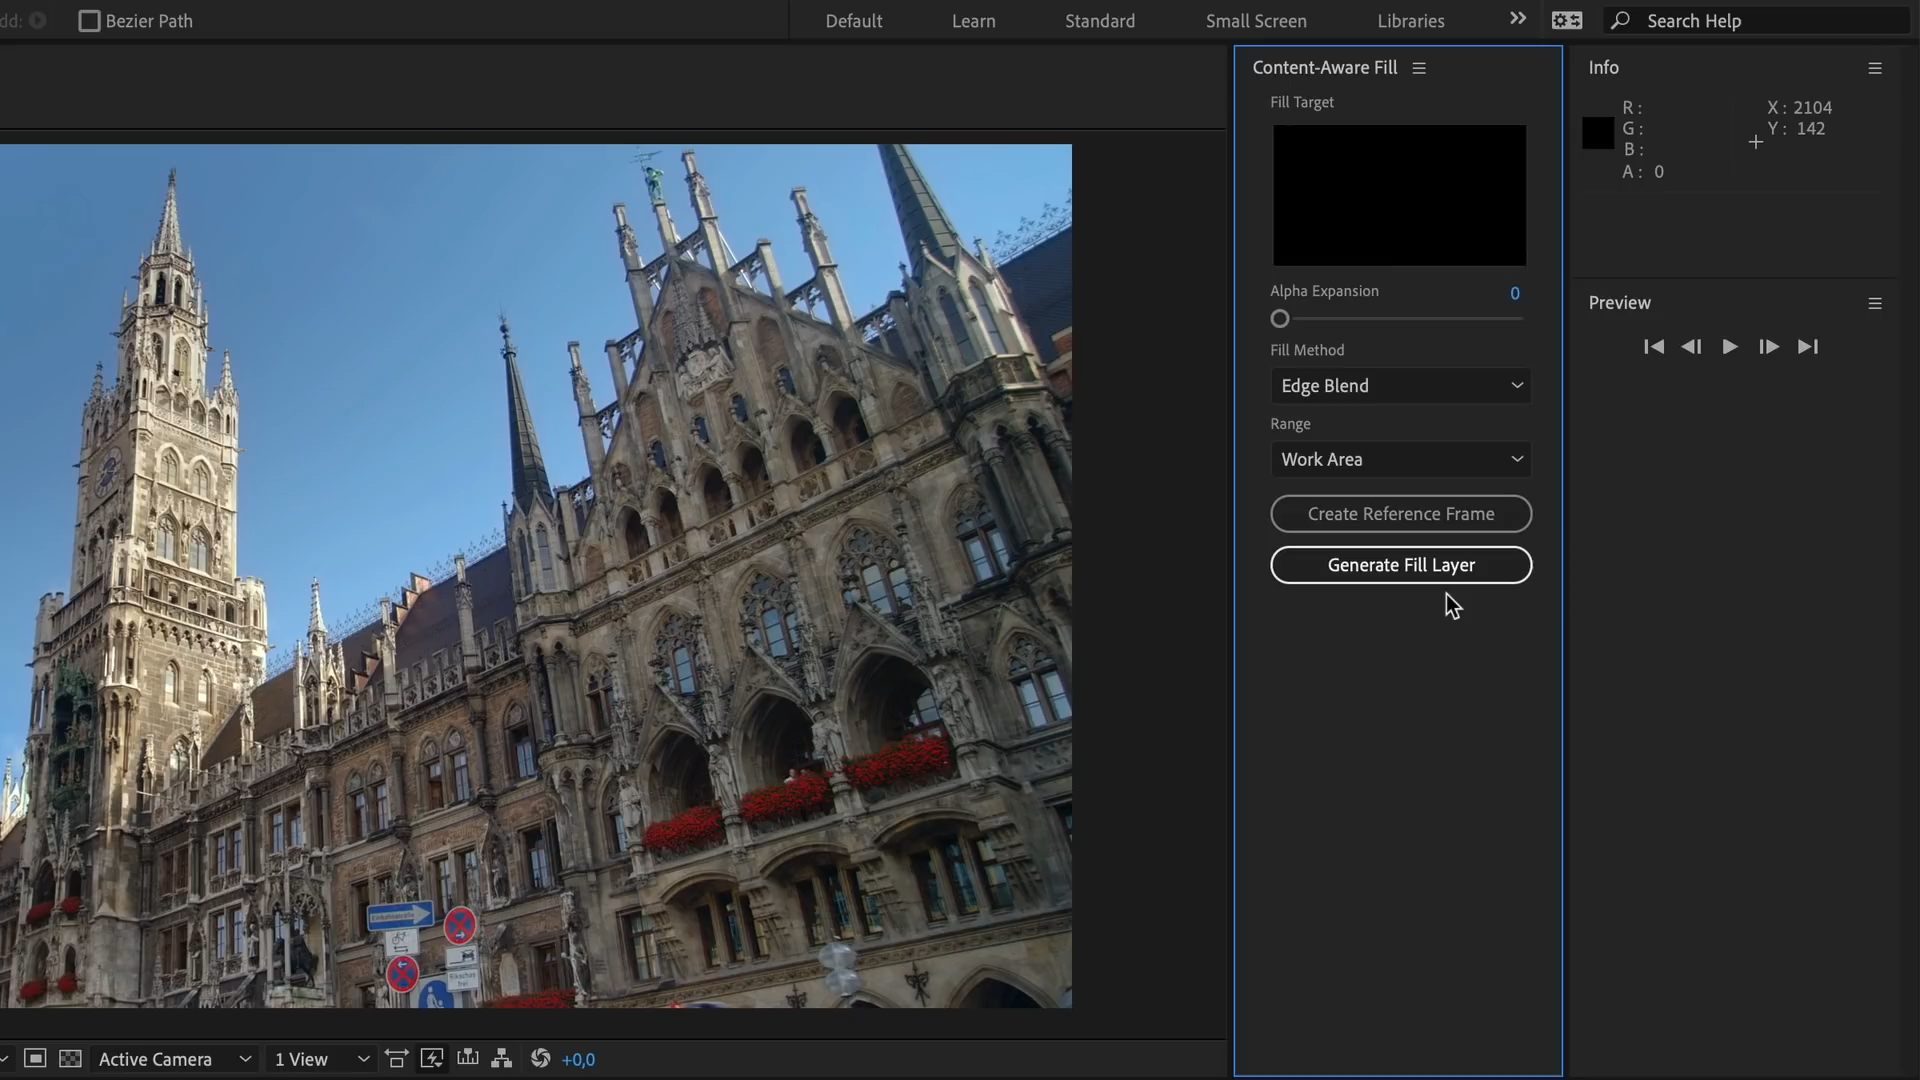 dd:
Bezier Path
Default
Learn
Standard
Small Screen
Libraries
Search Help
Content-Aware Fill
Fill Target
Alpha Expansion
0
Fill Method
Edge Blend
Range
Work Area
Create Reference Frame
Generate Fill Layer
Info
R :
G :
B :
A : 0
X : 2104
Y : 142
Preview
Rikschas
frei
Active Camera
1 View
+0,0